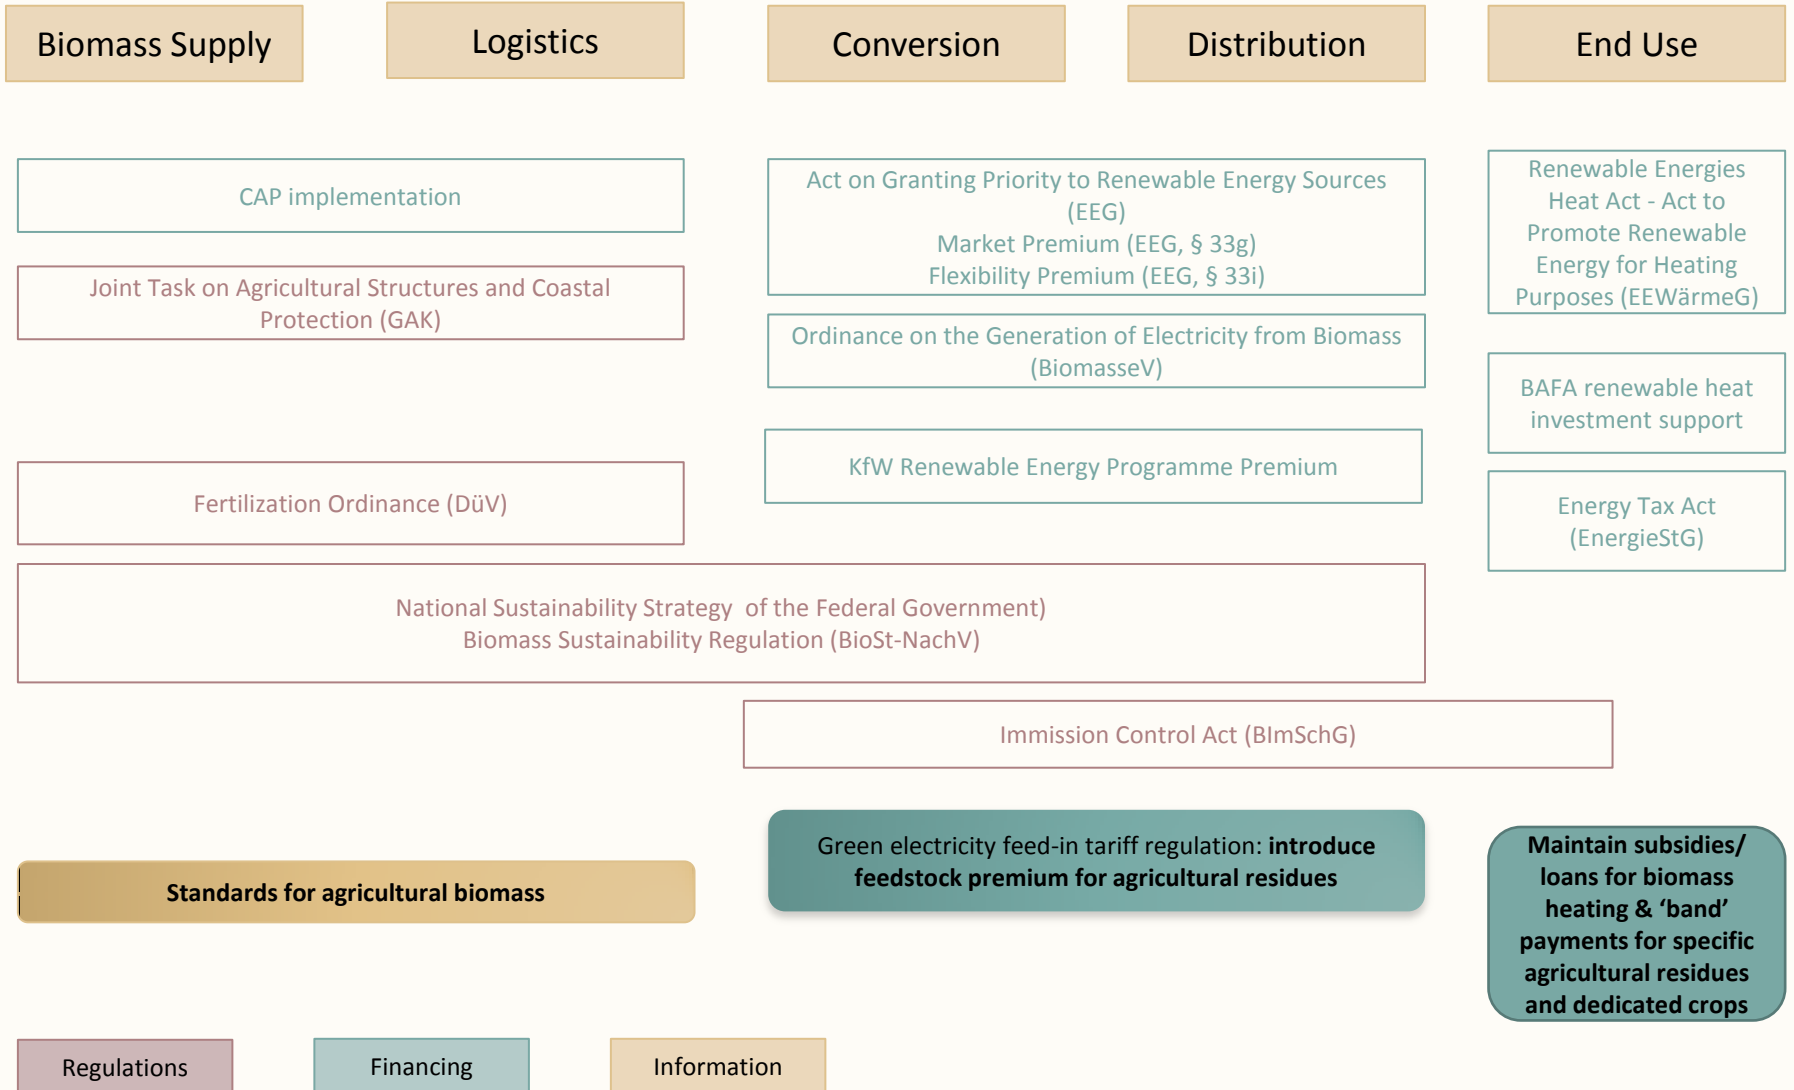 Biomass Supply
Logistics
Conversion
Distribution
End Use
CAP implementation
Joint Task on Agricultural Structures and Coastal
Protection (GAK)
Fertilization Ordinance (DüV)
Act on Granting Priority to Renewable Energy Sources
(EEG)
Market Premium (EEG, § 33g)
Flexibility Premium (EEG, § 33i)
Ordinance on the Generation of Electricity from Biomass
(BiomasseV)
KfW Renewable Energy Programme Premium
Renewable Energies
Heat Act - Act to
Promote Renewable
Energy for Heating
Purposes (EEWärmeG)
BAFA renewable heat
investment support
Energy Tax Act
(EnergieStG)
National Sustainability Strategy  of the Federal Government)
Biomass Sustainability Regulation (BioSt-NachV)
Immission Control Act (BImSchG)
Standards for agricultural biomass
Green electricity feed-in tariff regulation: introduce
feedstock premium for agricultural residues
Maintain subsidies/
loans for biomass
heating & ‘band’
payments for specific
agricultural residues
and dedicated crops
Regulations
Financing
Information